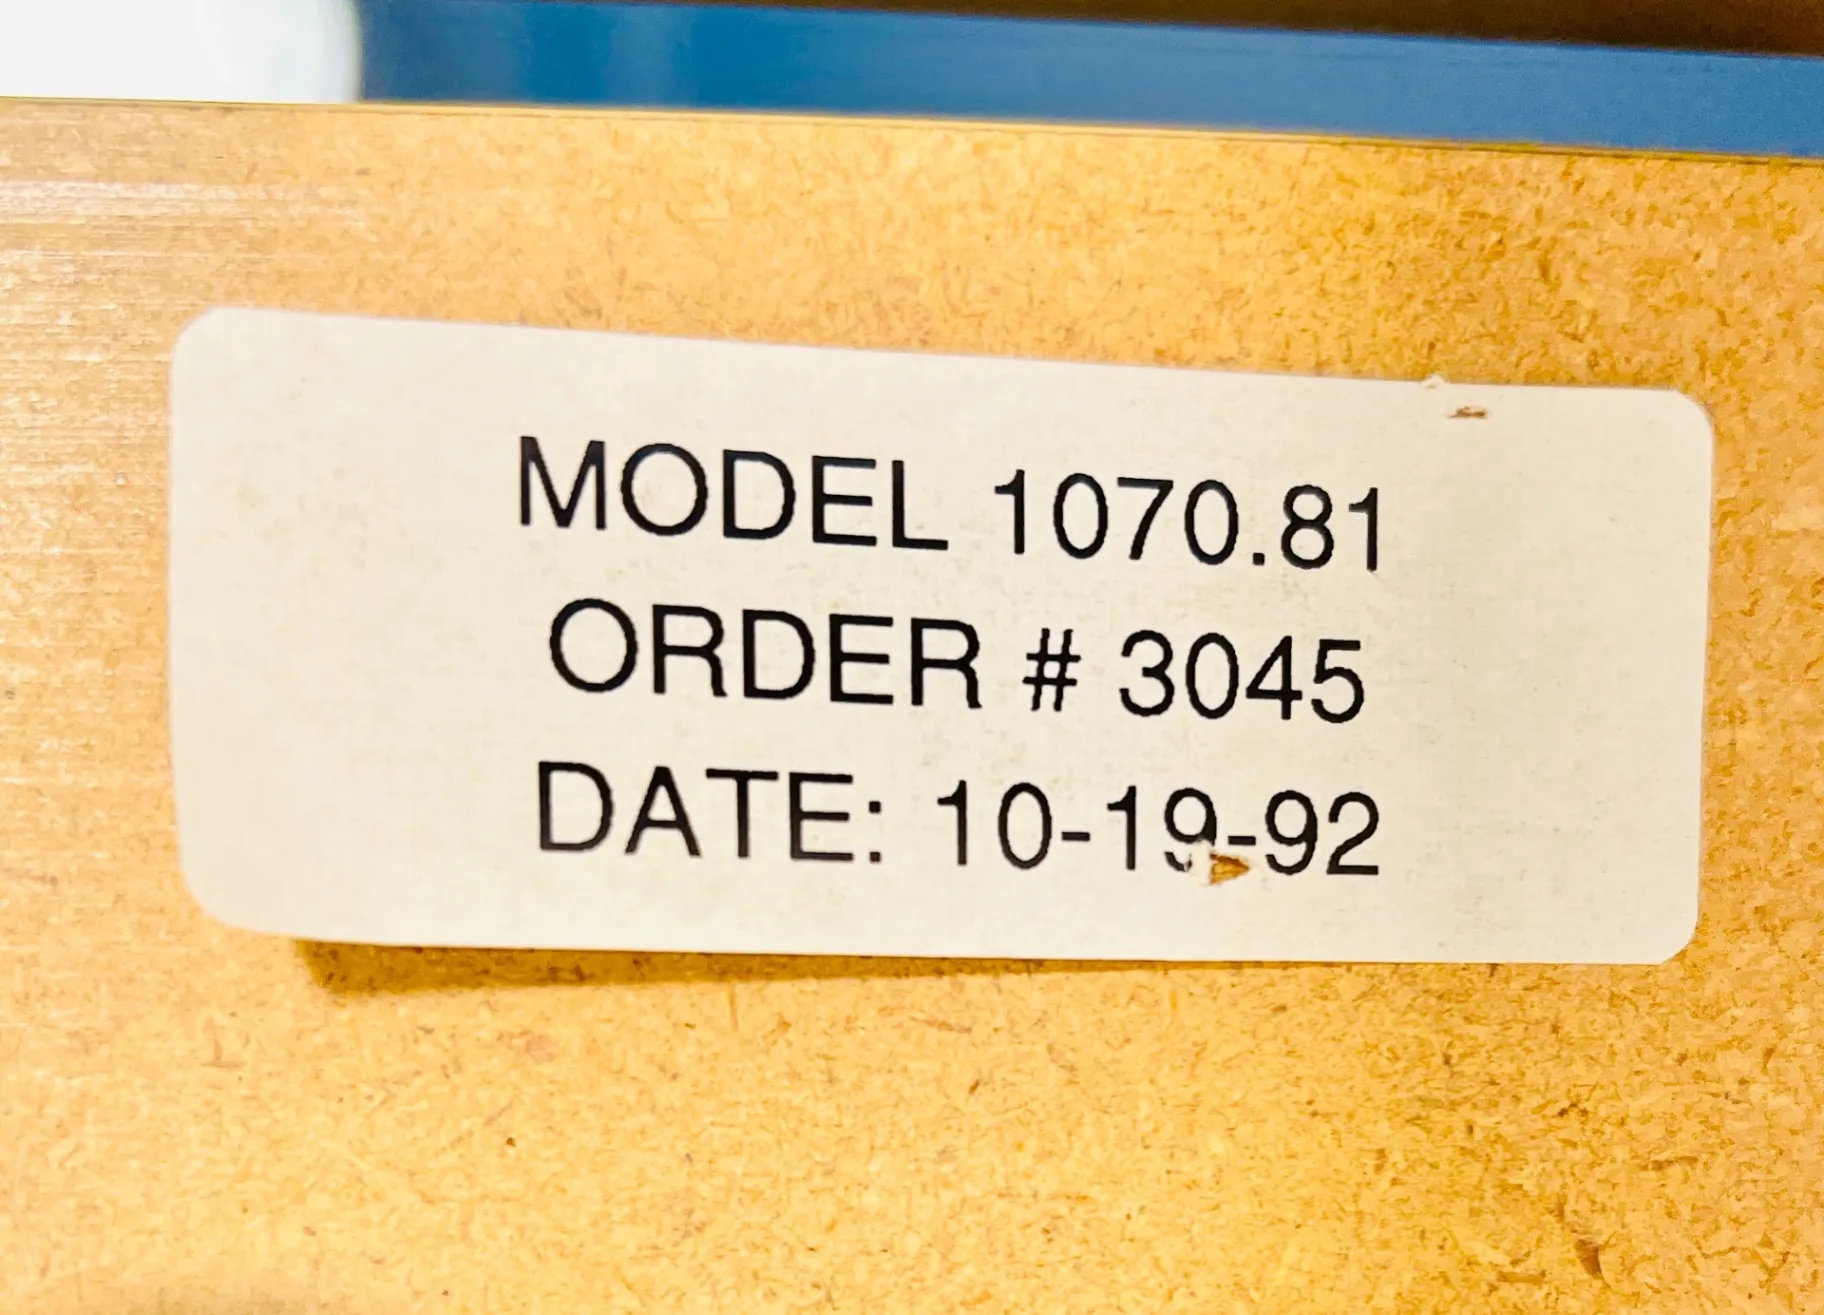 MODEL 1070.81
ORDER # 3045
DATE: 10-19-92